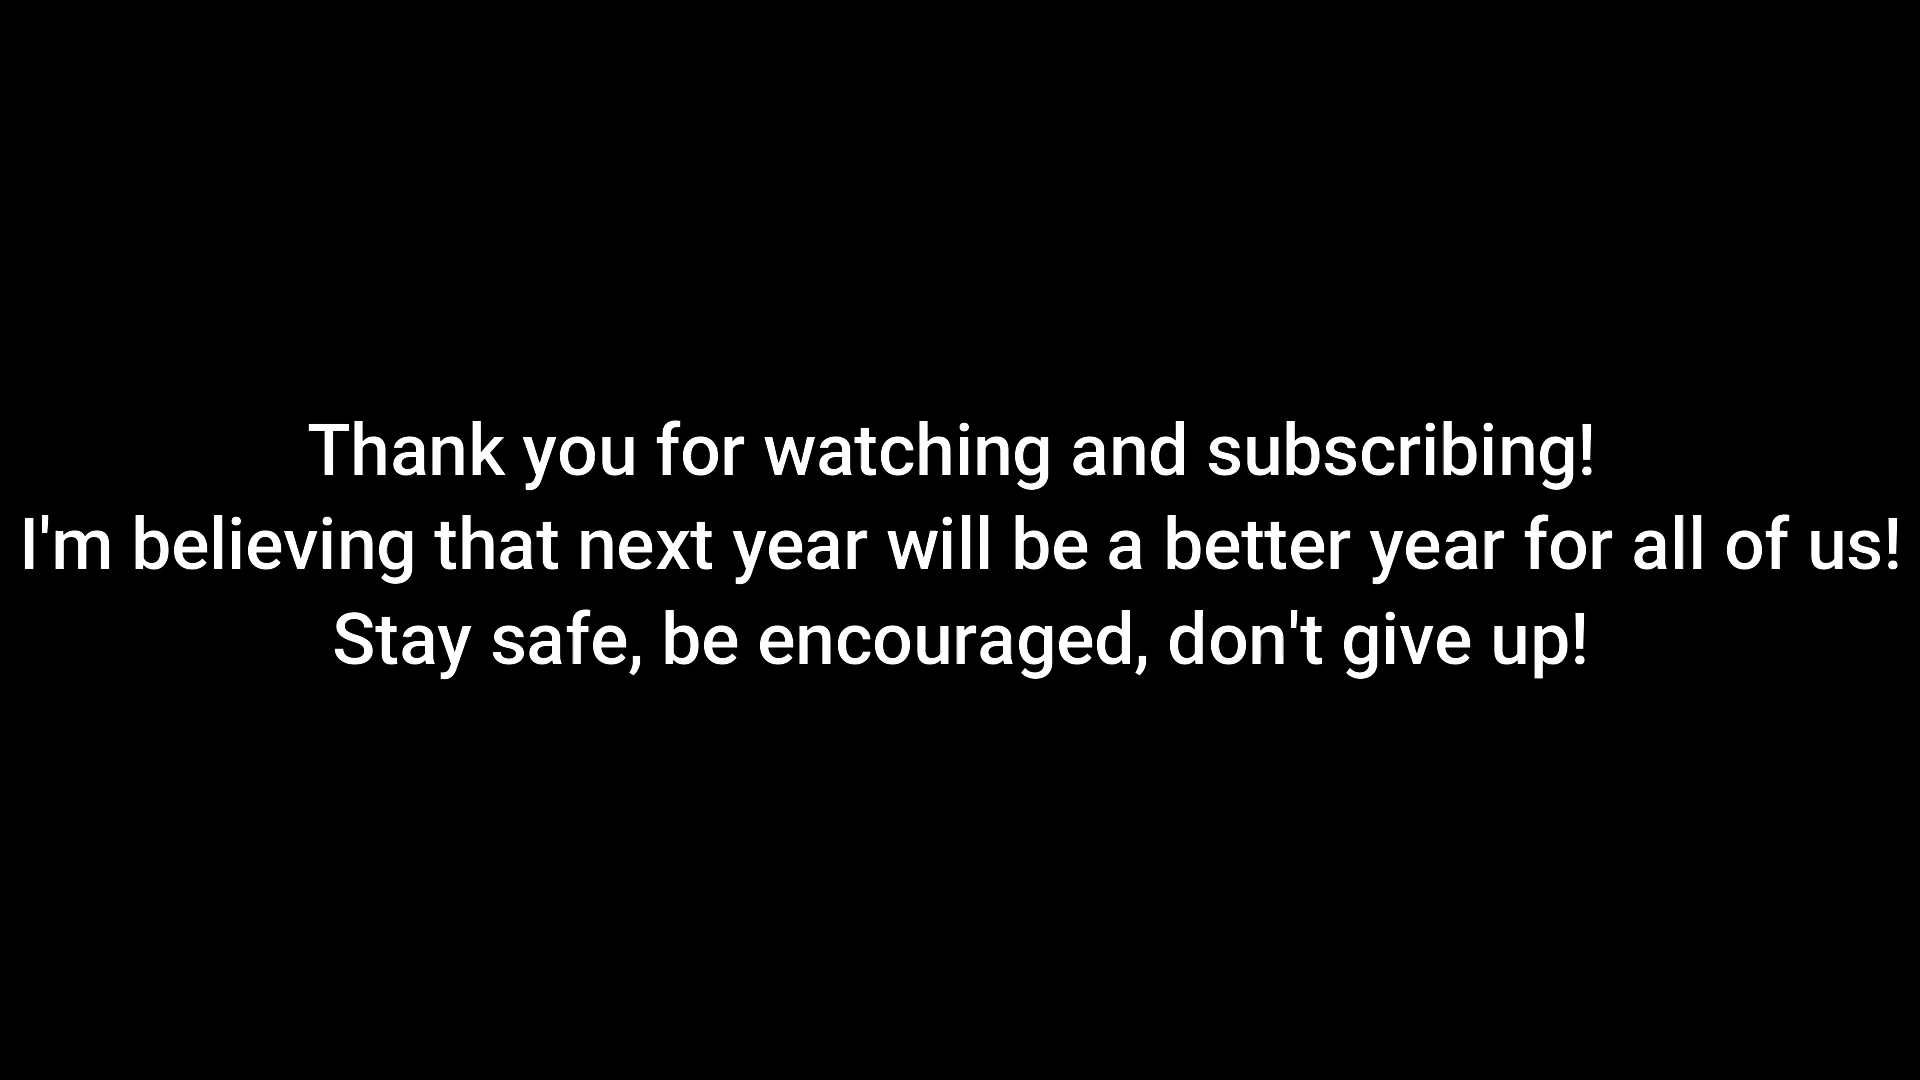 Thank you for watching and subscribing!
I'm believing that next year will be a better year for all of us!
Stay safe, be encouraged, don't give up!